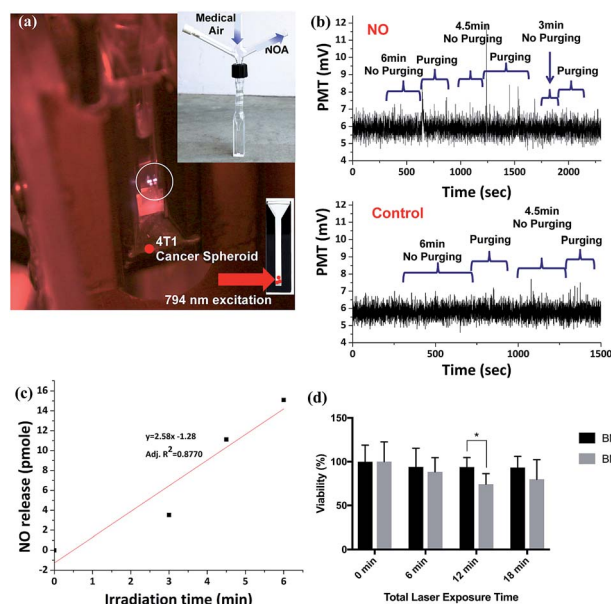 (a)
Medical
Air
NOA
4T1
Cancer Spheroid
794 nm excitation
(b)
NO
6min
No Purging
Purging
4.5min
No Purging
Purging
3min
No Purging
Purging
PMT (mV)
12
11
10
9
8
7
6
5
4
0 500 1000 1500 2000
Time (sec)
Control
6min
No Purging
Purging
4.5min
No Purging
Purging
PMT (mV)
12
11
10
9
8
7
6
5
4
0 500 1000 1500
Time (sec)
(c)
y=2.58x -1.28
Adj. R²=0.8770
NO release (pmole)
16
14
12
10
8
6
4
2
0
-2
0 1 2 3 4 5 6
Irradiation time (min)
(d)
*
Viability (%)
150
100
50
0
0 min
6 min
12 min
18 min
Total Laser Exposure Time